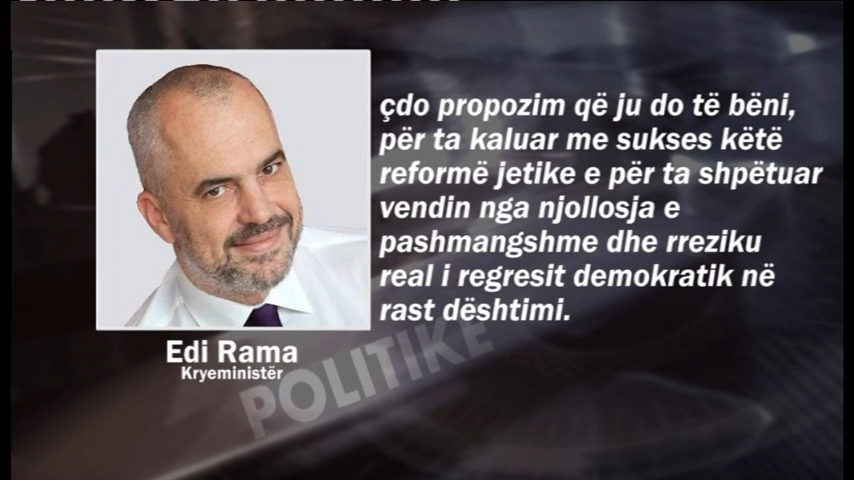 çdo propozim që ju do të bëni,
për ta kaluar me sukses këtë
reformë jetike e për ta shpëtuar
vendin nga njollosja e
pashmangshme dhe rreziku
real i regresit demokratik në
rast dështimi.
Edi Rama
Kryeministër
POLITIKE